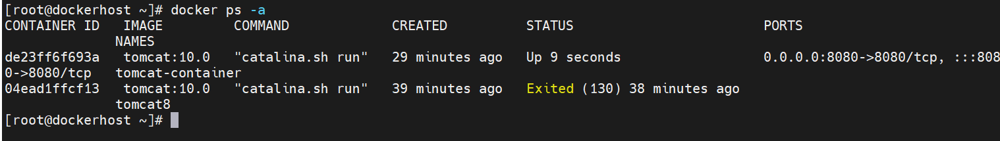 [root@dockerhost ~]# docker ps -a
CONTAINER ID   IMAGE         COMMAND             CREATED          STATUS                        PORTS
              NAMES
de23ff6f693a   tomcat:10.0   "catalina.sh run"   29 minutes ago   Up 9 seconds                  0.0.0.0:8080->8080/tcp, :::808
0->8080/tcp   tomcat-container
04ead1ffcf13   tomcat:10.0   "catalina.sh run"   39 minutes ago   Exited (130) 38 minutes ago
              tomcat8
[root@dockerhost ~]#